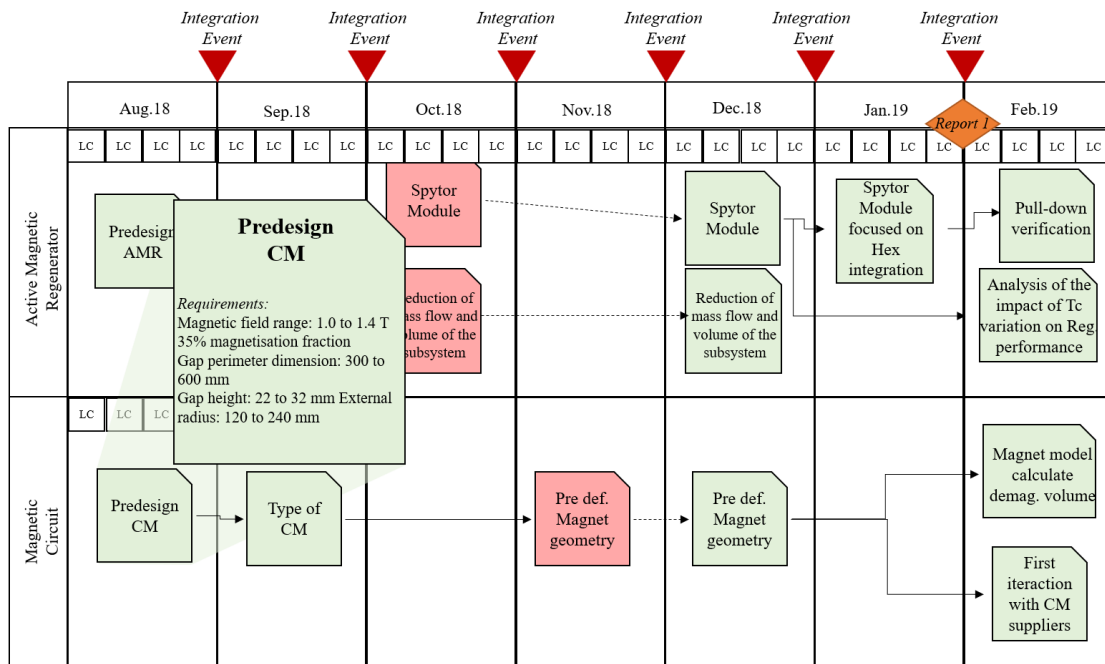 Integration Event
Integration Event
Integration Event
Integration Event
Integration Event
Integration Event
Aug.18
Sep.18
Oct.18
Nov.18
Dec.18
Jan.19
Feb.19
Report 1
LC LC LC LC LC LC LC LC LC LC LC LC LC LC LC LC LC LC LC LC LC LC LC LC LC LC LC LC
Active Magnetic
Regenerator
Predesign
AMR
Spytor
Module
Reduction of
mass flow and
volume of the
subsystem
Spytor
Module
Reduction of
mass flow and
volume of the
subsystem
Spytor
Module
focused on
Hex
integration
Pull-down
verification
Analysis of the
impact of Tc
variation on Reg.
performance
Predesign
CM
Requirements:
Magnetic field range: 1.0 to 1.4 T
35% magnetisation fraction
Gap perimeter dimension: 300 to
600 mm
Gap height: 22 to 32 mm External
radius: 120 to 240 mm
Magnetic
Circuit
LC LC LC
Predesign
CM
Type of
CM
Pre def.
Magnet
geometry
Pre def.
Magnet
geometry
Magnet model
calculate
demag. volume
First
iteraction
with CM
suppliers